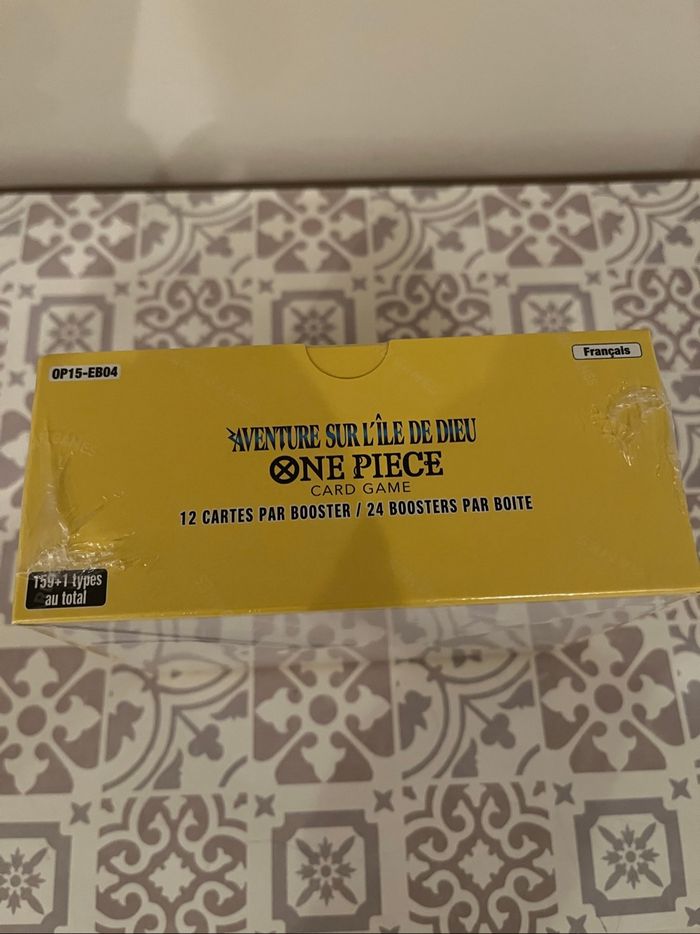 OP15-EB04
Français
AVENTURE SUR L'ÎLE DE DIEU
ONE PIECE
CARD GAME
12 CARTES PAR BOOSTER / 24 BOOSTERS PAR BOITE
159+1 types
au total